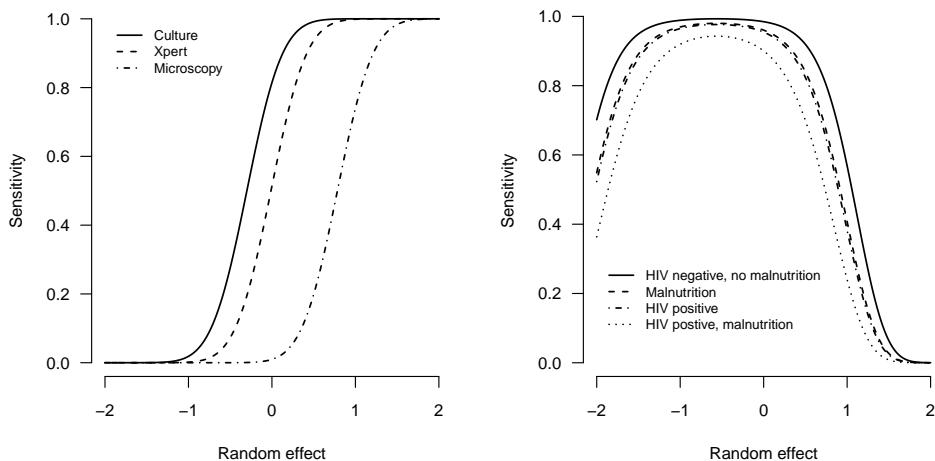 1.0
0.8
0.6
0.4
0.2
0.0
Sensitivity
Culture
Xpert
Microscopy
−2
−1
0
1
2
Random effect
1.0
0.8
0.6
0.4
0.2
0.0
Sensitivity
HIV negative, no malnutrition
Malnutrition
HIV positive
HIV postive, malnutrition
−2
−1
0
1
2
Random effect